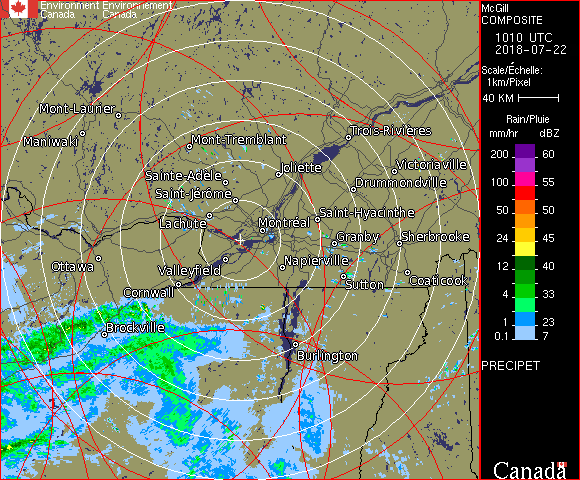 Environment Environnement
Canada Canada
McGill
COMPOSITE
1010 UTC
2018-07-22
Scale/Échelle:
1km/Pixel
40 KM
Rain/Pluie
mm/hr dBZ
200 60
100 55
50 50
24 45
12 40
4 33
1 23
0.1 7
PRECIPET
Canada
Mont-Laurier
Maniwaki
Mont-Tremblant
Trois-Rivières
Sainte-Adèle
Joliette
Victoriaville
Saint-Jérôme
Drummondville
Lachute
Montréal
Saint-Hyacinthe
Granby
Sherbrooke
Ottawa
Valleyfield
Napierville
Cornwall
Sutton
Coaticook
Brockville
Burlington